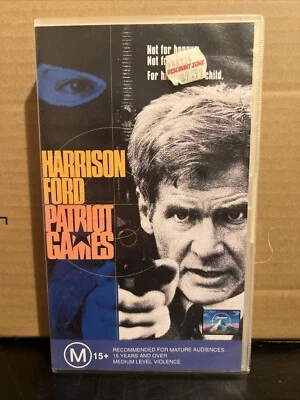 Not for honor.
Not fo
For h child.
DISCOUNT ZONE
HARRISON
FORD
PATRIOT
GAMES
M 15+
RECOMMENDED FOR MATURE AUDIENCES
15 YEARS AND OVER
MEDIUM LEVEL VIOLENCE